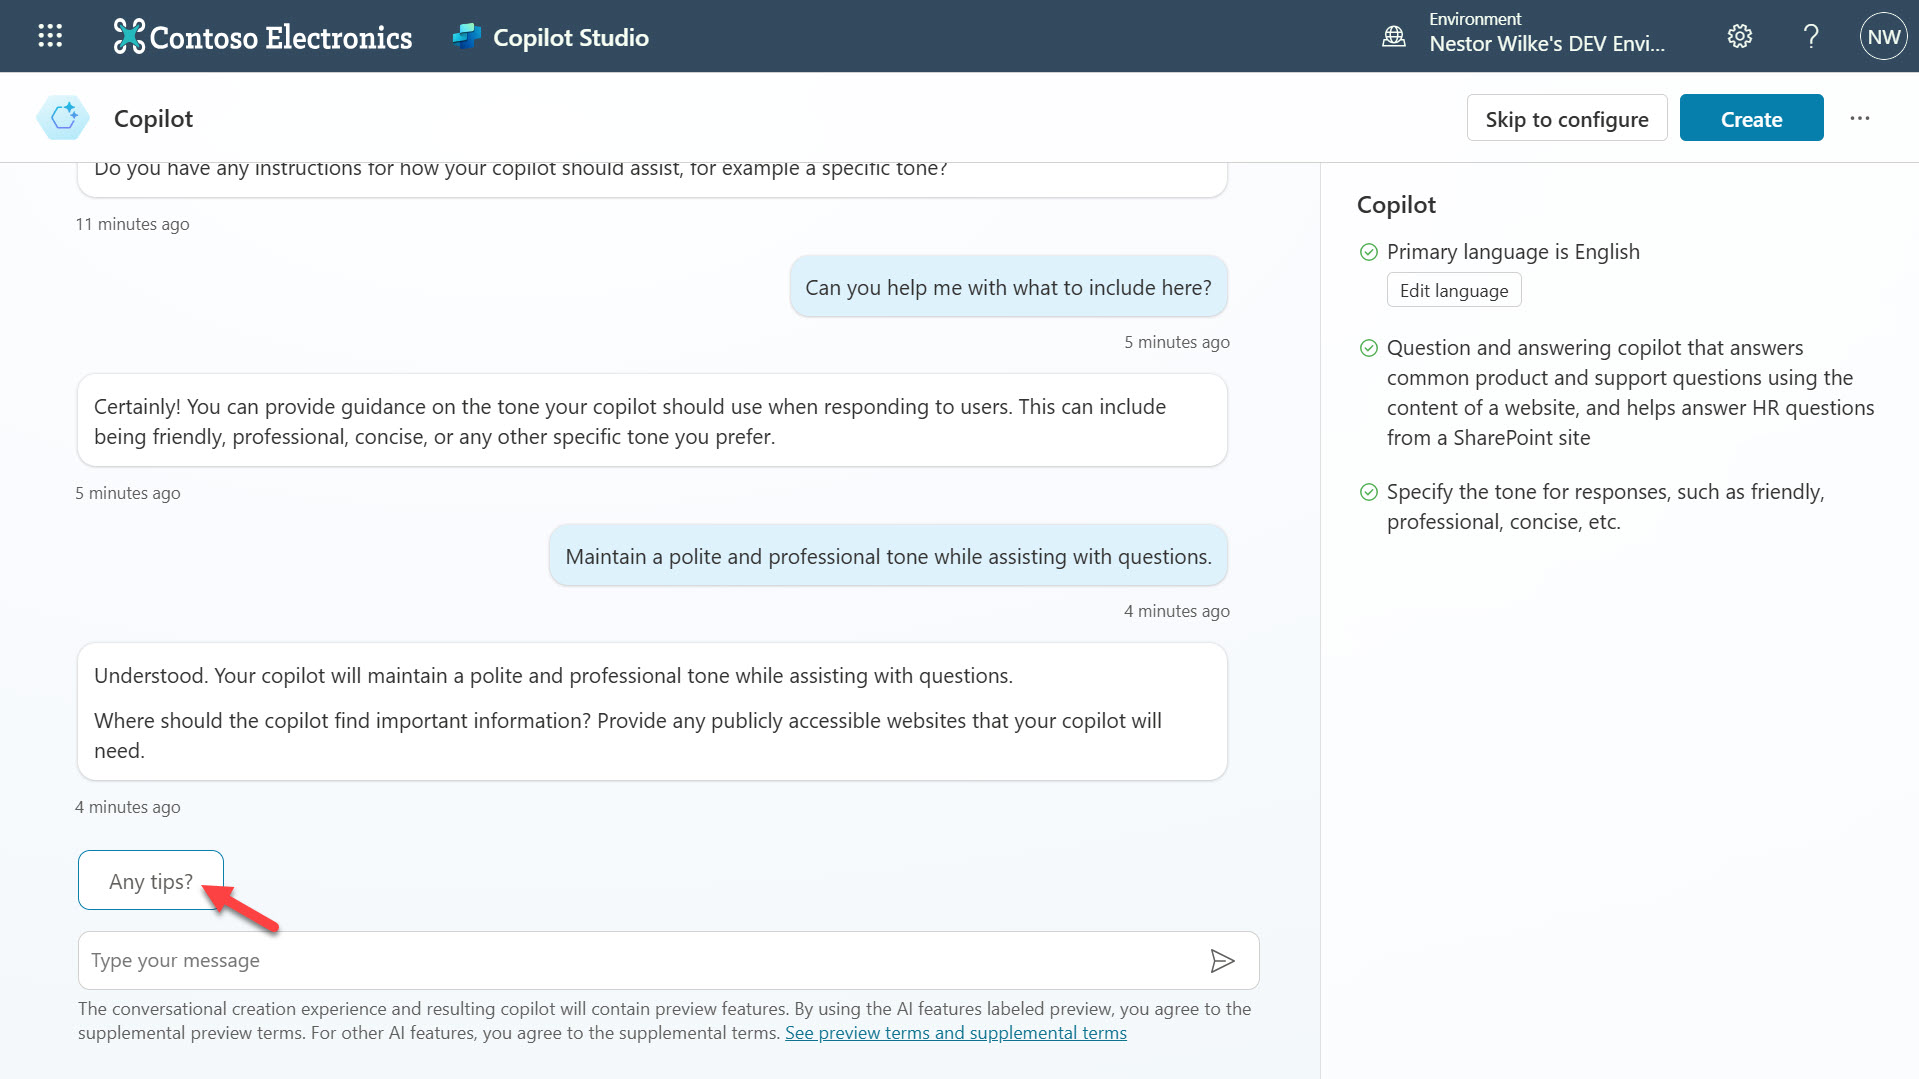 Contoso Electronics
Copilot Studio
Environment
Nestor Wilke's DEV Envi...
?
NW
Copilot
Skip to configure
Create
...
Do you have any instructions for how your copilot should assist, for example a specific tone?
11 minutes ago
Can you help me with what to include here?
5 minutes ago
Certainly! You can provide guidance on the tone your copilot should use when responding to users. This can include
being friendly, professional, concise, or any other specific tone you prefer.
5 minutes ago
Maintain a polite and professional tone while assisting with questions.
4 minutes ago
Understood. Your copilot will maintain a polite and professional tone while assisting with questions.
Where should the copilot find important information? Provide any publicly accessible websites that your copilot will
need.
4 minutes ago
Any tips?
Type your message
The conversational creation experience and resulting copilot will contain preview features. By using the AI features labeled preview, you agree to the
supplemental preview terms. For other AI features, you agree to the supplemental terms. See preview terms and supplemental terms
Copilot
Primary language is English
Edit language
Question and answering copilot that answers
common product and support questions using the
content of a website, and helps answer HR questions
from a SharePoint site
Specify the tone for responses, such as friendly,
professional, concise, etc.